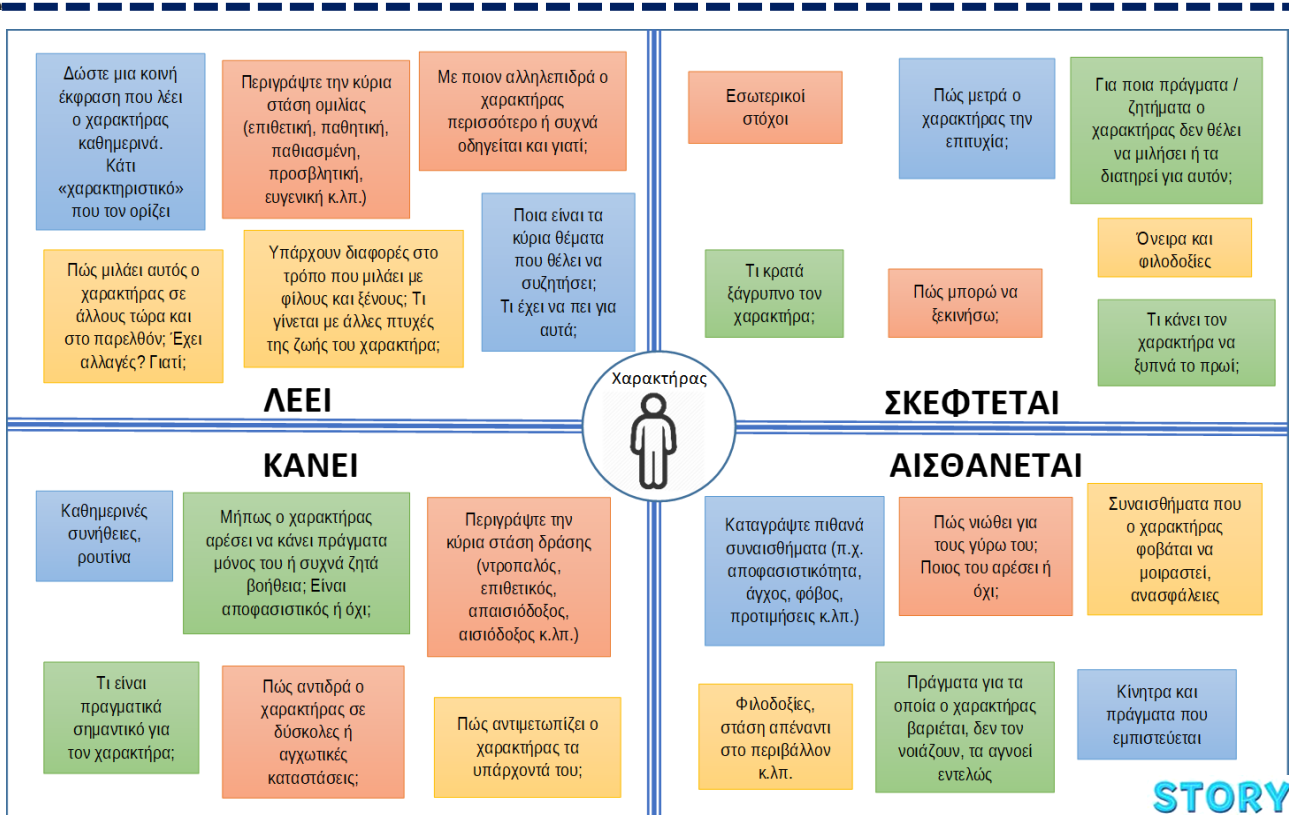 Δώστε μια κοινή
έκφραση που λέει
ο χαρακτήρας
καθημερινά.
Κάτι
«χαρακτηριστικό»
που τον ορίζει
Περιγράψτε την κύρια
στάση ομιλίας
(επιθετική, παθητική,
παθιασμένη,
προσβλητική,
ευγενική κ.λπ.)
Με ποιον αλληλεπιδρά ο
χαρακτήρας
περισσότερο ή συχνά
οδηγείται και γιατί;
Πώς μιλάει αυτός ο
χαρακτήρας σε
άλλους τώρα και
στο παρελθόν; Έχει
αλλαγές? Γιατί;
Υπάρχουν διαφορές στο
τρόπο που μιλάει με
φίλους και ξένους; Τι
γίνεται με άλλες πτυχές
της ζωής του χαρακτήρα;
Ποια είναι τα
κύρια θέματα
που θέλει να
συζητήσει;
Τι έχει να πει για
αυτά;
ΛΕΕΙ
Εσωτερικοί
στόχοι
Πώς μετρά ο
χαρακτήρας την
επιτυχία;
Για ποια πράγματα /
ζητήματα ο
χαρακτήρας δεν θέλει
να μιλήσει ή τα
διατηρεί για αυτόν;
Τι κρατά
ξάγρυπνο τον
χαρακτήρα;
Πώς μπορώ να
ξεκινήσω;
Όνειρα και
φιλοδοξίες
Τι κάνει τον
χαρακτήρα να
ξυπνά το πρωί;
ΣΚΕΦΤΕΤΑΙ
Χαρακτήρας
ΚΑΝΕΙ
Καθημερινές
συνήθειες,
ρουτίνα
Μήπως ο χαρακτήρας
αρέσει να κάνει πράγματα
μόνος του ή συχνά ζητά
βοήθεια; Είναι
αποφασιστικός ή όχι;
Περιγράψτε την
κύρια στάση δράσης
(ντροπαλός,
επιθετικός,
απαισιόδοξος,
αισιόδοξος κ.λπ.)
Τι είναι
πραγματικά
σημαντικό για
τον χαρακτήρα;
Πώς αντιδρά ο
χαρακτήρας σε
δύσκολες ή
αγχωτικές
καταστάσεις;
Πώς αντιμετωπίζει ο
χαρακτήρας τα
υπάρχοντά του;
ΑΙΣΘΑΝΕΤΑΙ
Καταγράψτε πιθανά
συναισθήματα (π.χ.
αποφασιστικότητα,
άγχος, φόβος,
προτιμήσεις κ.λπ.)
Πώς νιώθει για
τους γύρω του;
Ποιος του αρέσει ή
όχι;
Συναισθήματα που
ο χαρακτήρας
φοβάται να
μοιραστεί,
ανασφάλειες
Φιλοδοξίες,
στάση απέναντι
στο περιβάλλον
κ.λπ.
Πράγματα για τα
οποία ο χαρακτήρας
βαριέται, δεν τον
νοιάζουν, τα αγνοεί
εντελώς
Κίνητρα και
πράγματα που
εμπιστεύεται
STORY